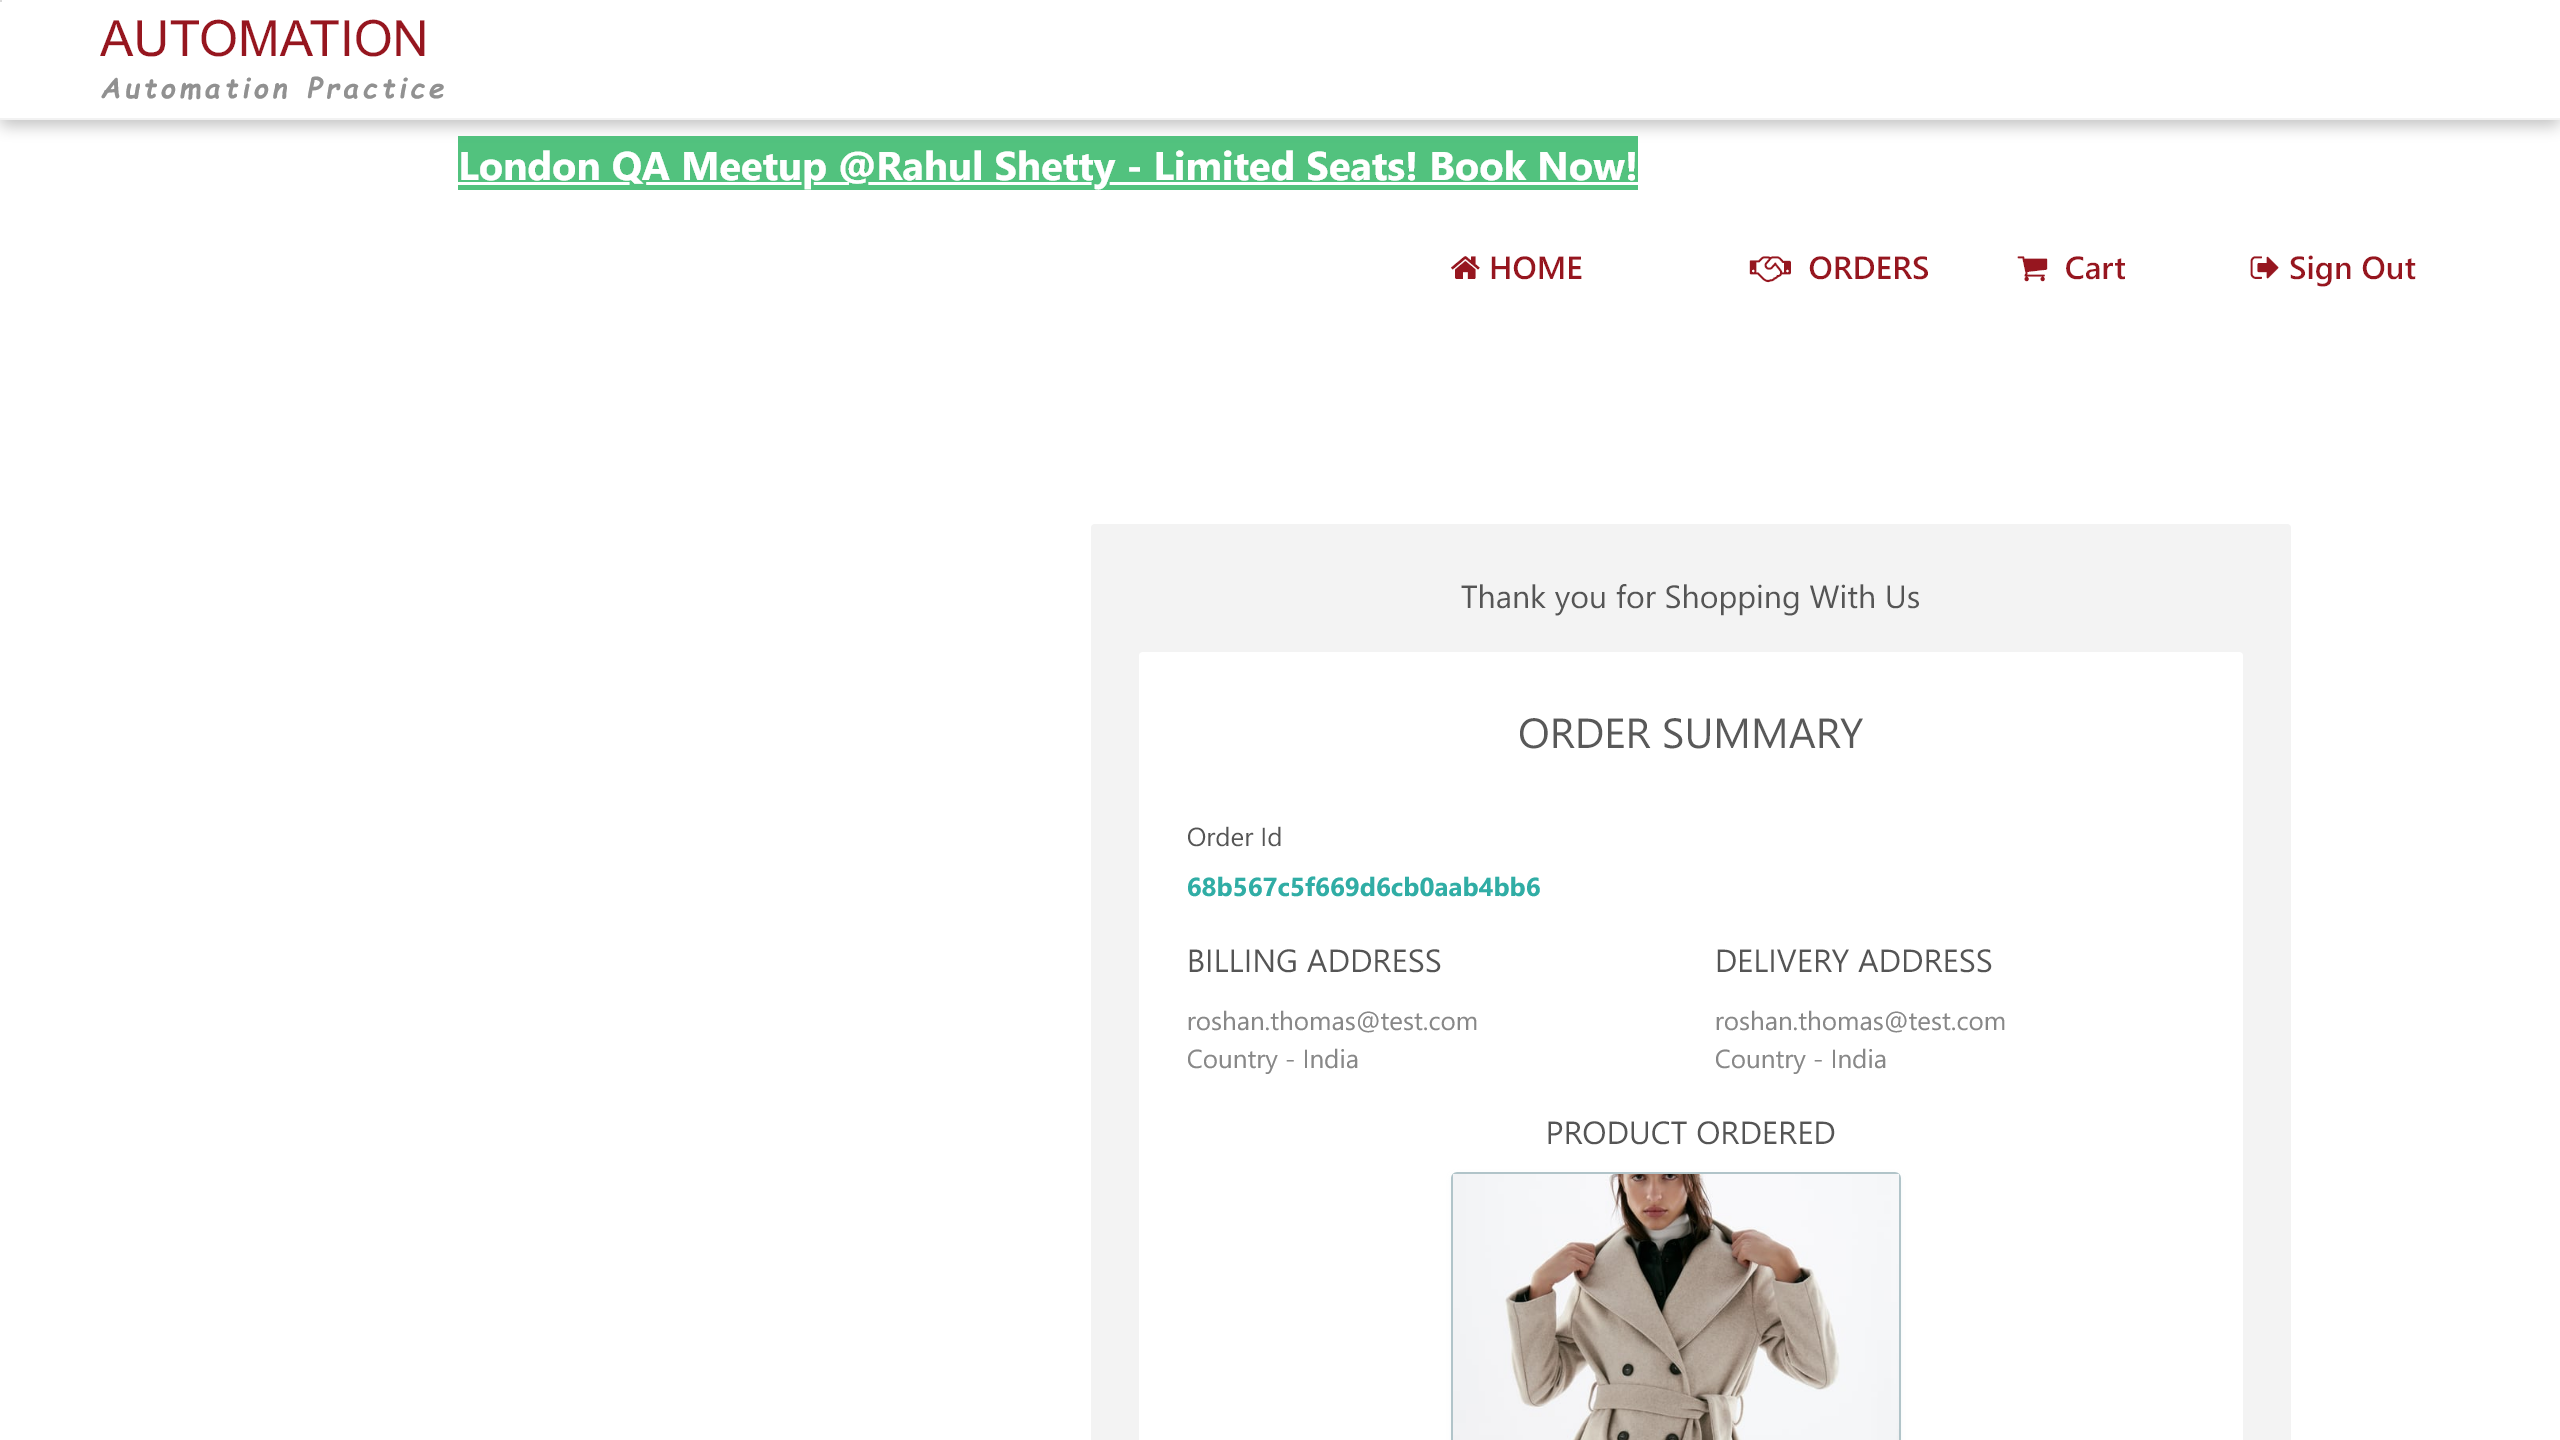 AUTOMATION
Automation Practice
London QA Meetup @Rahul Shetty - Limited Seats! Book Now!
HOME
ORDERS
Cart
Sign Out
Thank you for Shopping With Us
ORDER SUMMARY
Order Id
68b567c5f669d6cb0aab4bb6
BILLING ADDRESS
DELIVERY ADDRESS
roshan.thomas@test.com
roshan.thomas@test.com
Country - India
Country - India
PRODUCT ORDERED